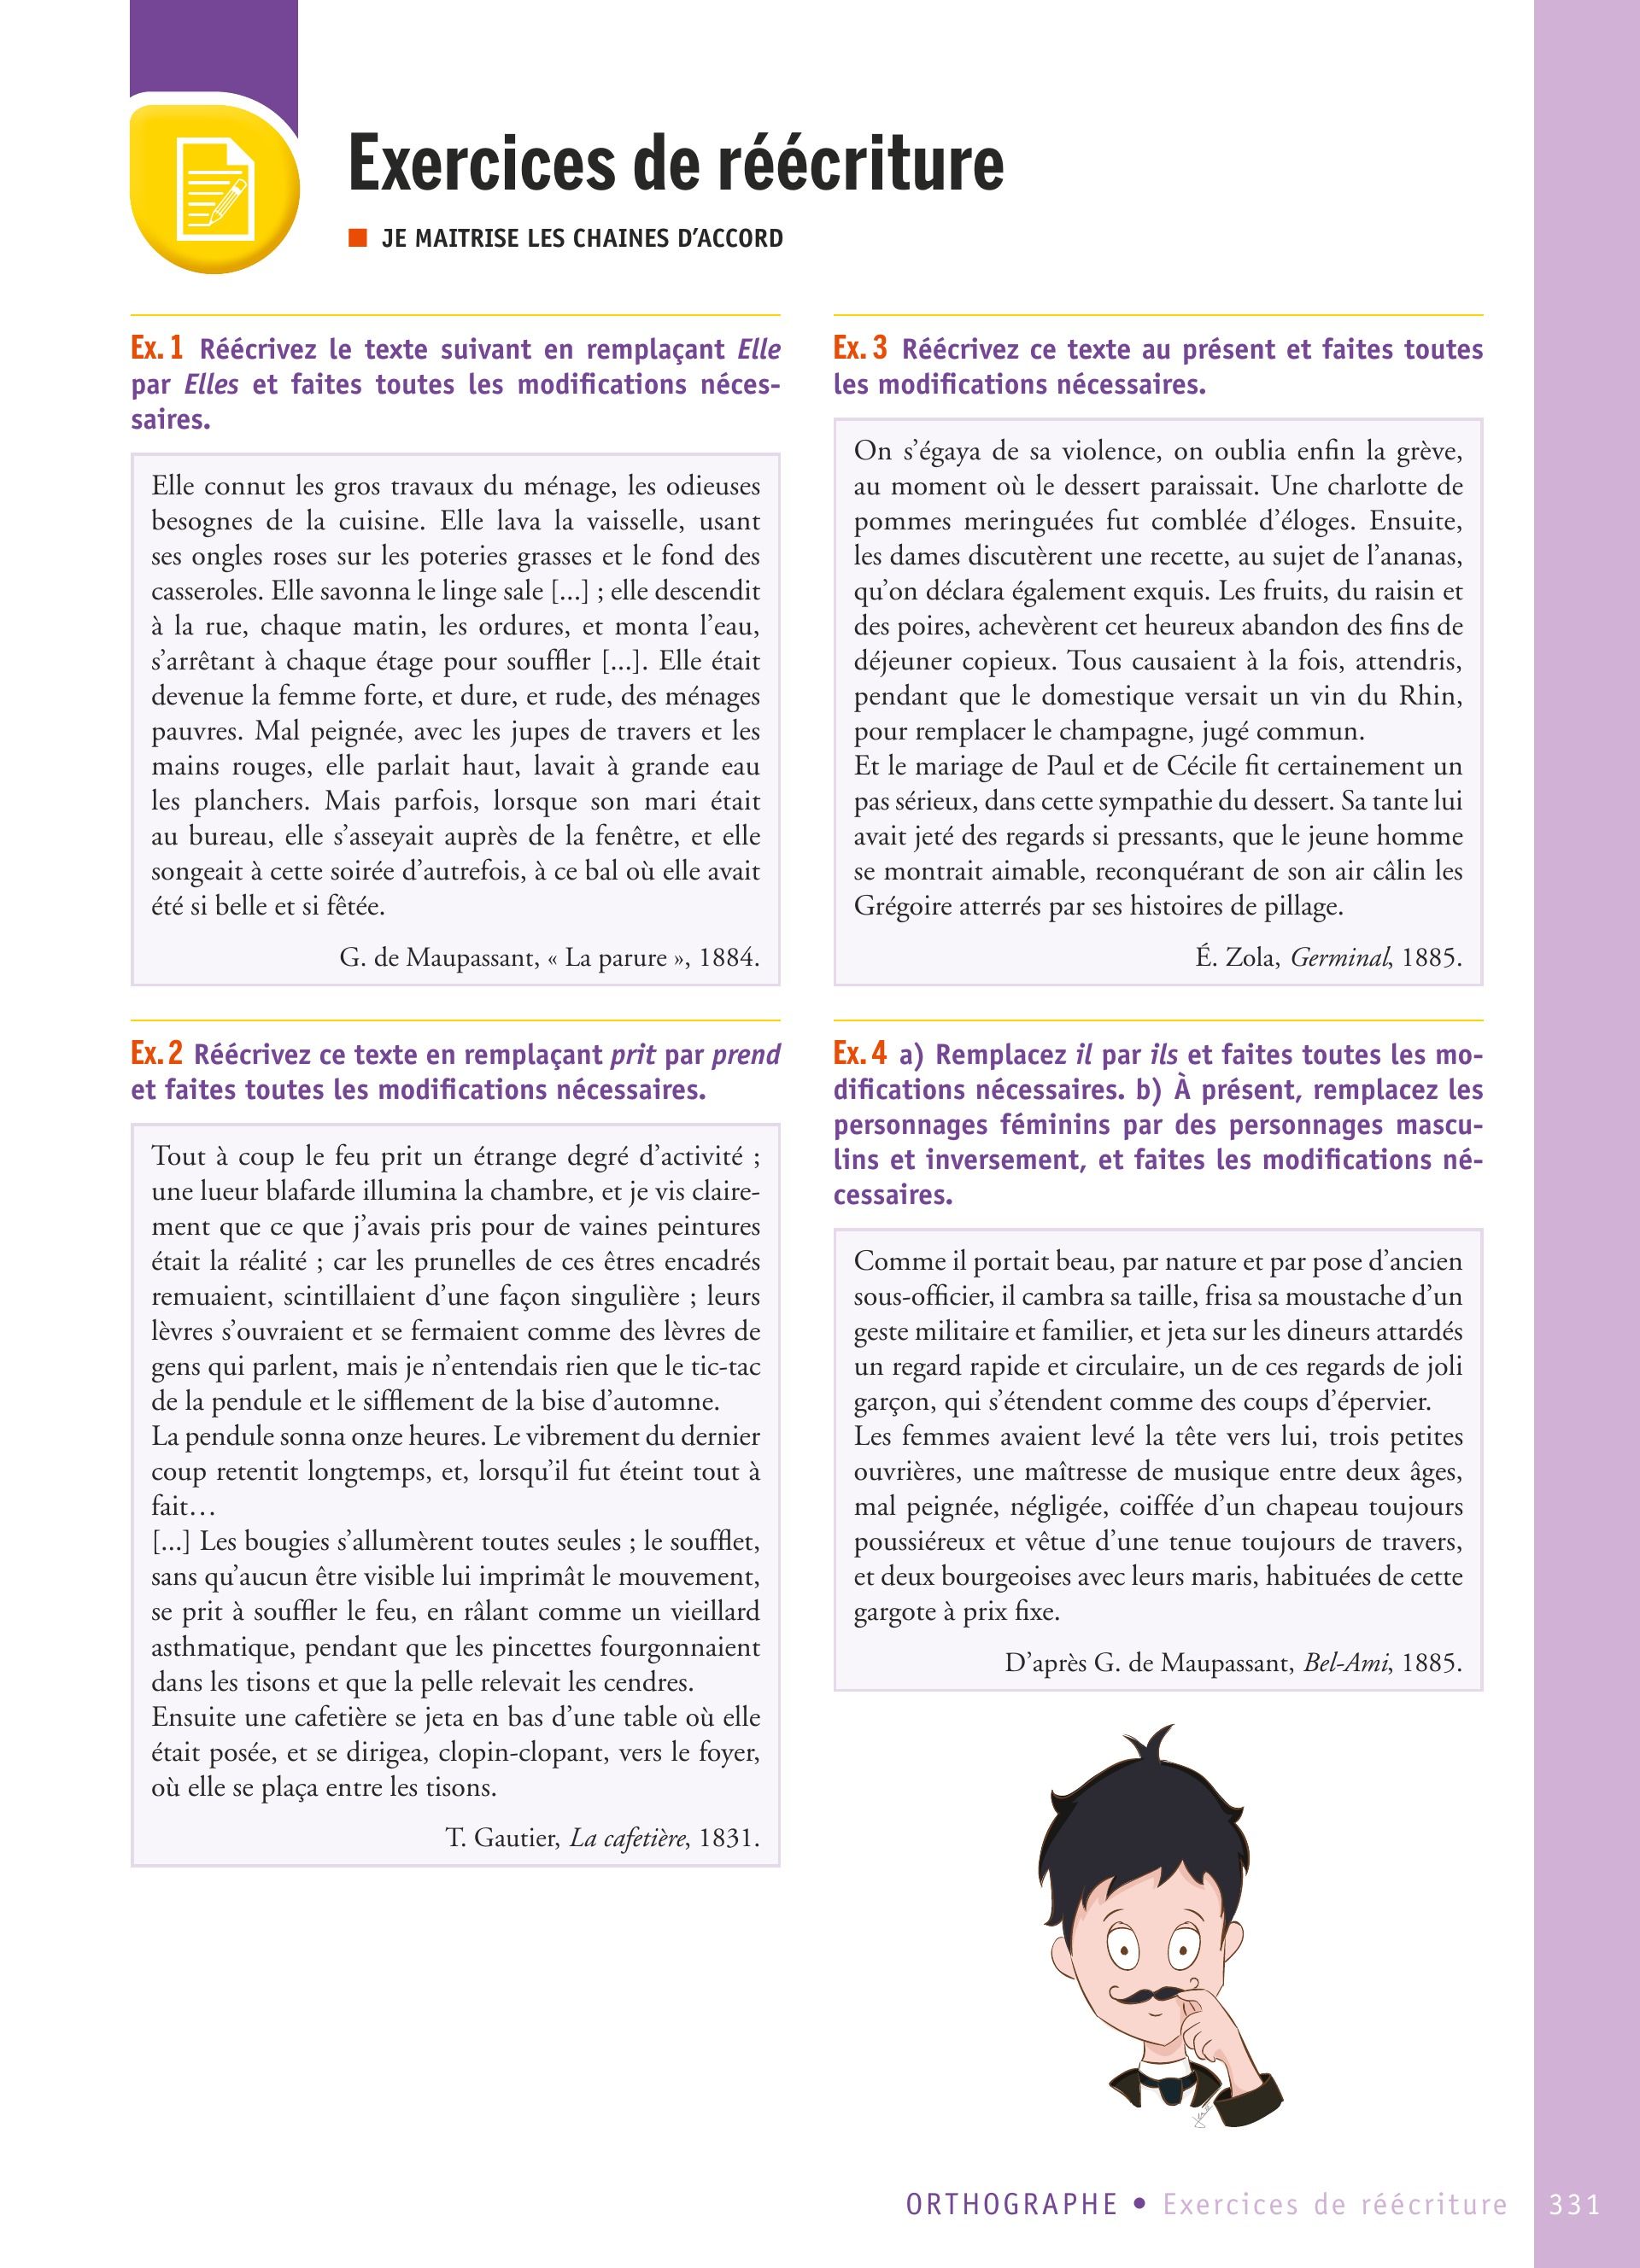 Exercices de réécriture
■ JE MAITRISE LES CHAINES D'ACCORD
Ex. 1 Réécrivez le texte suivant en remplaçant Elle
par Elles et faites toutes les modifications néces-
saires.
Elle connut les gros travaux du ménage, les odieuses
besognes de la cuisine. Elle lava la vaisselle, usant
ses ongles roses sur les poteries grasses et le fond des
casseroles. Elle savonna le linge sale [...] ; elle descendit
à la rue, chaque matin, les ordures, et monta l'eau,
s'arrêtant à chaque étage pour souffler [...]. Elle était
devenue la femme forte, et dure, et rude, des ménages
pauvres. Mal peignée, avec les jupes de travers et les
mains rouges, elle parlait haut, lavait à grande eau
les planchers. Mais parfois, lorsque son mari était
au bureau, elle s'asseyait auprès de la fenêtre, et elle
songeait à cette soirée d'autrefois, à ce bal où elle avait
été si belle et si fêtée.
G. de Maupassant, « La parure », 1884.
Ex. 2 Réécrivez ce texte en remplaçant prit par prend
et faites toutes les modifications nécessaires.
Tout à coup le feu prit un étrange degré d'activité ;
une lueur blafarde illumina la chambre, et je vis claire-
ment que ce que j'avais pris pour de vaines peintures
était la réalité ; car les prunelles de ces êtres encadrés
remuaient, scintillaient d'une façon singulière ; leurs
lèvres s'ouvraient et se fermaient comme des lèvres de
gens qui parlent, mais je n'entendais rien que le tic-tac
de la pendule et le sifflement de la bise d'automne.
La pendule sonna onze heures. Le vibrement du dernier
coup retentit longtemps, et, lorsqu'il fut éteint tout à
fait…
[...] Les bougies s'allumèrent toutes seules ; le soufflet,
sans qu'aucun être visible lui imprimât le mouvement,
se prit à souffler le feu, en râlant comme un vieillard
asthmatique, pendant que les pincettes fourgonnaient
dans les tisons et que la pelle relevait les cendres.
Ensuite une cafetière se jeta en bas d'une table où elle
était posée, et se dirigea, clopin-clopant, vers le foyer,
où elle se plaça entre les tisons.
T. Gautier, La cafetière, 1831.
Ex. 3 Réécrivez ce texte au présent et faites toutes
les modifications nécessaires.
On s'égaya de sa violence, on oublia enfin la grève,
au moment où le dessert paraissait. Une charlotte de
pommes meringuées fut comblée d'éloges. Ensuite,
les dames discutèrent une recette, au sujet de l'ananas,
qu'on déclara également exquis. Les fruits, du raisin et
des poires, achevèrent cet heureux abandon des fins de
déjeuner copieux. Tous causaient à la fois, attendris,
pendant que le domestique versait un vin du Rhin,
pour remplacer le champagne, jugé commun.
Et le mariage de Paul et de Cécile fit certainement un
pas sérieux, dans cette sympathie du dessert. Sa tante lui
avait jeté des regards si pressants, que le jeune homme
se montrait aimable, reconquérant de son air câlin les
Grégoire atterrés par ses histoires de pillage.
É. Zola, Germinal, 1885.
Ex. 4 a) Remplacez il par ils et faites toutes les mo-
difications nécessaires. b) À présent, remplacez les
personnages féminins par des personnages mascu-
lins et inversement, et faites les modifications né-
cessaires.
Comme il portait beau, par nature et par pose d'ancien
sous-officier, il cambra sa taille, frisa sa moustache d'un
geste militaire et familier, et jeta sur les dineurs attardés
un regard rapide et circulaire, un de ces regards de joli
garçon, qui s'étendent comme des coups d'épervier.
Les femmes avaient levé la tête vers lui, trois petites
ouvrières, une maîtresse de musique entre deux âges,
mal peignée, négligée, coiffée d'un chapeau toujours
poussiéreux et vêtue d'une tenue toujours de travers,
et deux bourgeoises avec leurs maris, habituées de cette
gargote à prix fixe.
D'après G. de Maupassant, Bel-Ami, 1885.
ORTHOGRAPHE • Exercices de réécriture 331